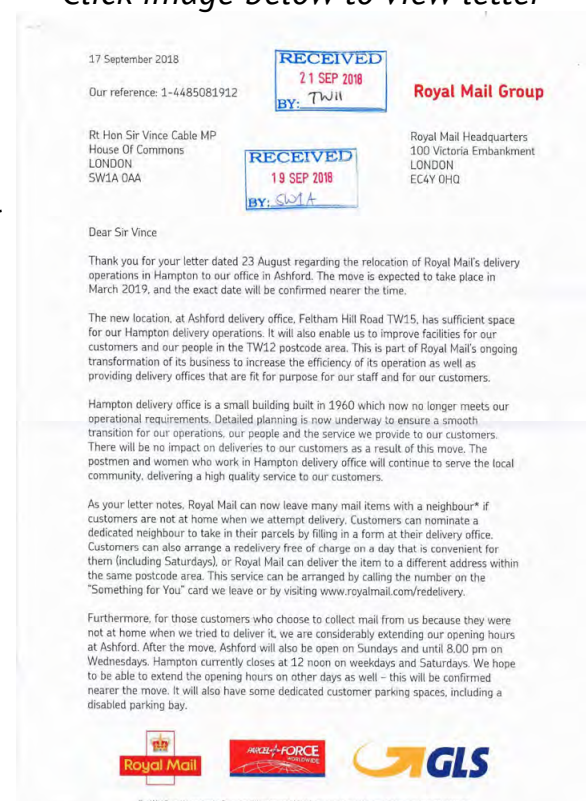 Click image below to view letter
17 September 2018
RECEIVED
21 SEP 2018
BY: TW11
Our reference: 1-4485081912
Royal Mail Group
Rt Hon Sir Vince Cable MP
House Of Commons
LONDON
SW1A 0AA
RECEIVED
19 SEP 2018
BY: SW1A
Royal Mail Headquarters
100 Victoria Embankment
LONDON
EC4Y 0HQ
Dear Sir Vince
Thank you for your letter dated 23 August regarding the relocation of Royal Mail's delivery
operations in Hampton to our office in Ashford. The move is expected to take place in
March 2019, and the exact date will be confirmed nearer the time.
The new location, at Ashford delivery office, Feltham Hill Road TW15, has sufficient space
for our Hampton delivery operations. It will also enable us to improve facilities for our
customers and our people in the TW12 postcode area. This is part of Royal Mail's ongoing
transformation of its business to increase the efficiency of its operation as well as
providing delivery offices that are fit for purpose for our staff and for our customers.
Hampton delivery office is a small building built in 1960 which now no longer meets our
operational requirements. Detailed planning is now underway to ensure a smooth
transition for our operations, our people and the service we provide to our customers.
There will be no impact on deliveries to our customers as a result of this move. The
postmen and women who work in Hampton delivery office will continue to serve the local
community, delivering a high quality service to our customers.
As your letter notes, Royal Mail can now leave many mail items with a neighbour* if
customers are not at home when we attempt delivery. Customers can nominate a
dedicated neighbour to take in their parcels by filling in a form at their delivery office.
Customers can also arrange a redelivery free of charge on a day that is convenient for
them (including Saturdays), or Royal Mail can deliver the item to a different address within
the same postcode area. This service can be arranged by calling the number on the
"Something for You" card we leave or by visiting www.royalmail.com/redelivery.
Furthermore, for those customers who choose to collect mail from us because they were
not at home when we tried to deliver it, we are considerably extending our opening hours
at Ashford. After the move, Ashford will also be open on Sundays and until 8.00 pm on
Wednesdays. Hampton currently closes at 12 noon on weekdays and Saturdays. We hope
to be able to extend the opening hours on other days as well – this will be confirmed
nearer the move. It will also have some dedicated customer parking spaces, including a
disabled parking bay.
Royal Mail
PARCEL FORCE
WORLDWIDE
GLS